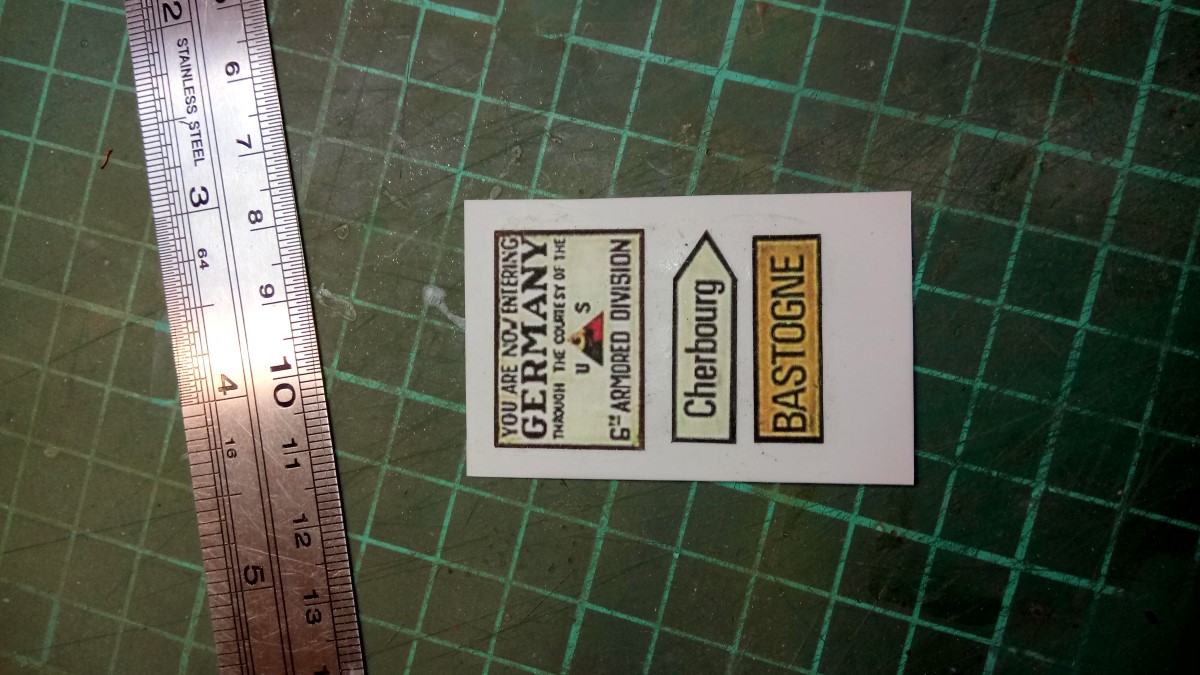 YOU ARE NOW ENTERING
GERMANY
THROUGH THE COURTESY OF THE
U S
6
6TH ARMORED DIVISION
Cherbourg
BASTOGNE
STAINLESS STEEL
2 3 4 5
64
16
6 7 8 9 10 11 12 13